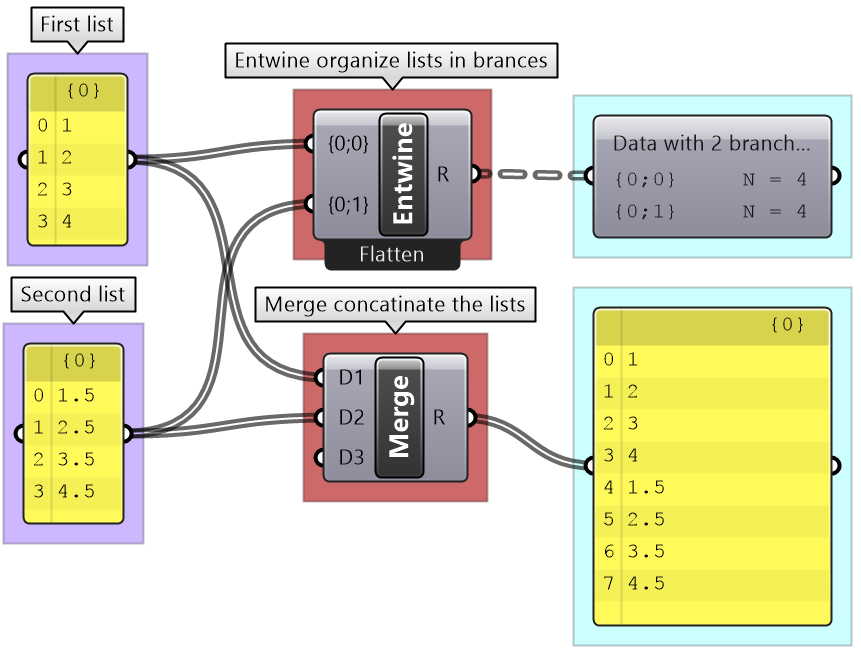 First list
{0}
0 1
1 2
2 3
3 4
Second list
{0}
0 1.5
1 2.5
2 3.5
3 4.5
Entwine organize lists in brances
{0;0}
{0;1}
Entwine
R
Flatten
Merge concatinate the lists
D1
D2
D3
Merge
R
Data with 2 branch...
{0;0} N = 4
{0;1} N = 4
{0}
0 1
1 2
2 3
3 4
4 1.5
5 2.5
6 3.5
7 4.5